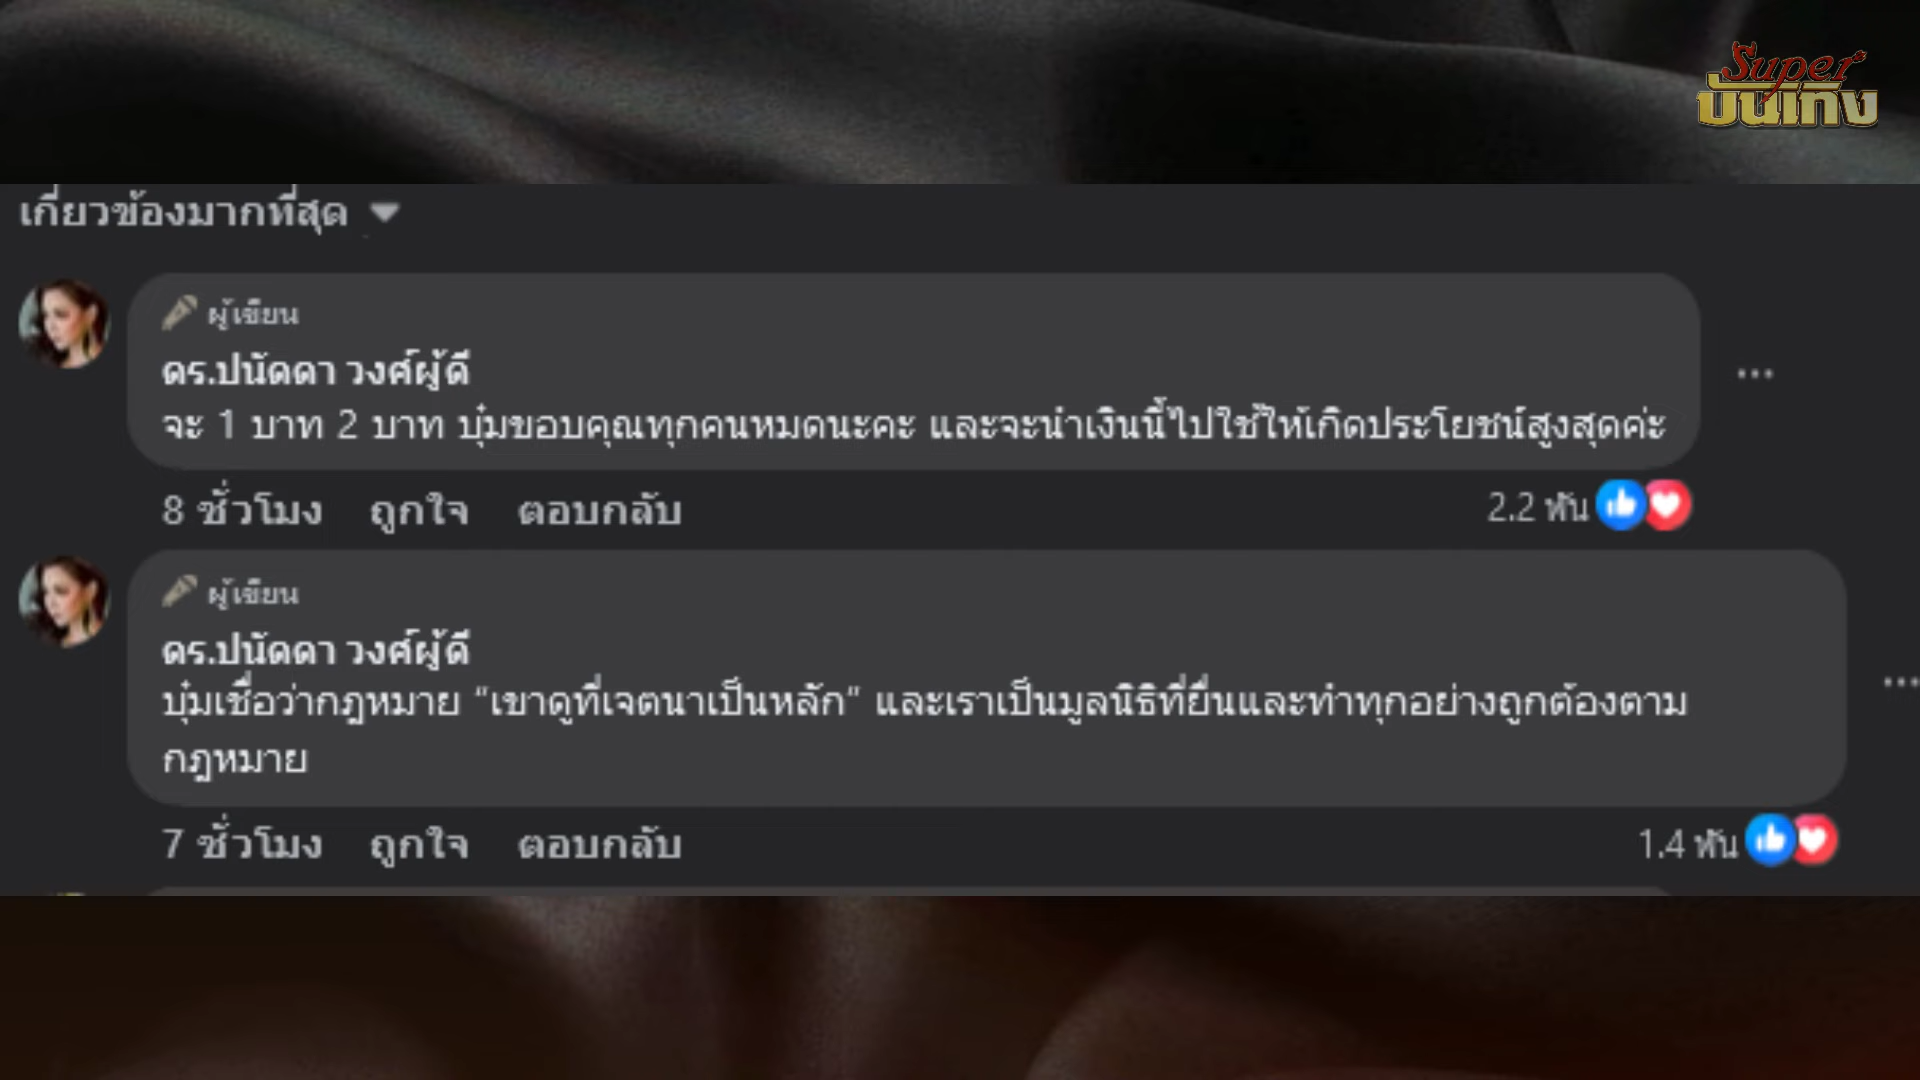 Super
บันเทิง
เกี่ยวข้องมากที่สุด
ผู้เขียน
ดร.ปนัดดา วงศ์ผู้ดี
จะ 1 บาท 2 บาท บุ๋มขอบคุณทุกคนหมดนะคะ และจะนำเงินนี้ไปใช้ให้เกิดประโยชน์สูงสุดค่ะ
8 ชั่วโมง ถูกใจ ตอบกลับ 2.2 พัน
ผู้เขียน
ดร.ปนัดดา วงศ์ผู้ดี
บุ๋มเชื่อว่ากฎหมาย “เขาดูที่เจตนาเป็นหลัก” และเราเป็นมูลนิธิที่ยื่นและทำทุกอย่างถูกต้องตาม
กฎหมาย
7 ชั่วโมง ถูกใจ ตอบกลับ 1.4 พัน